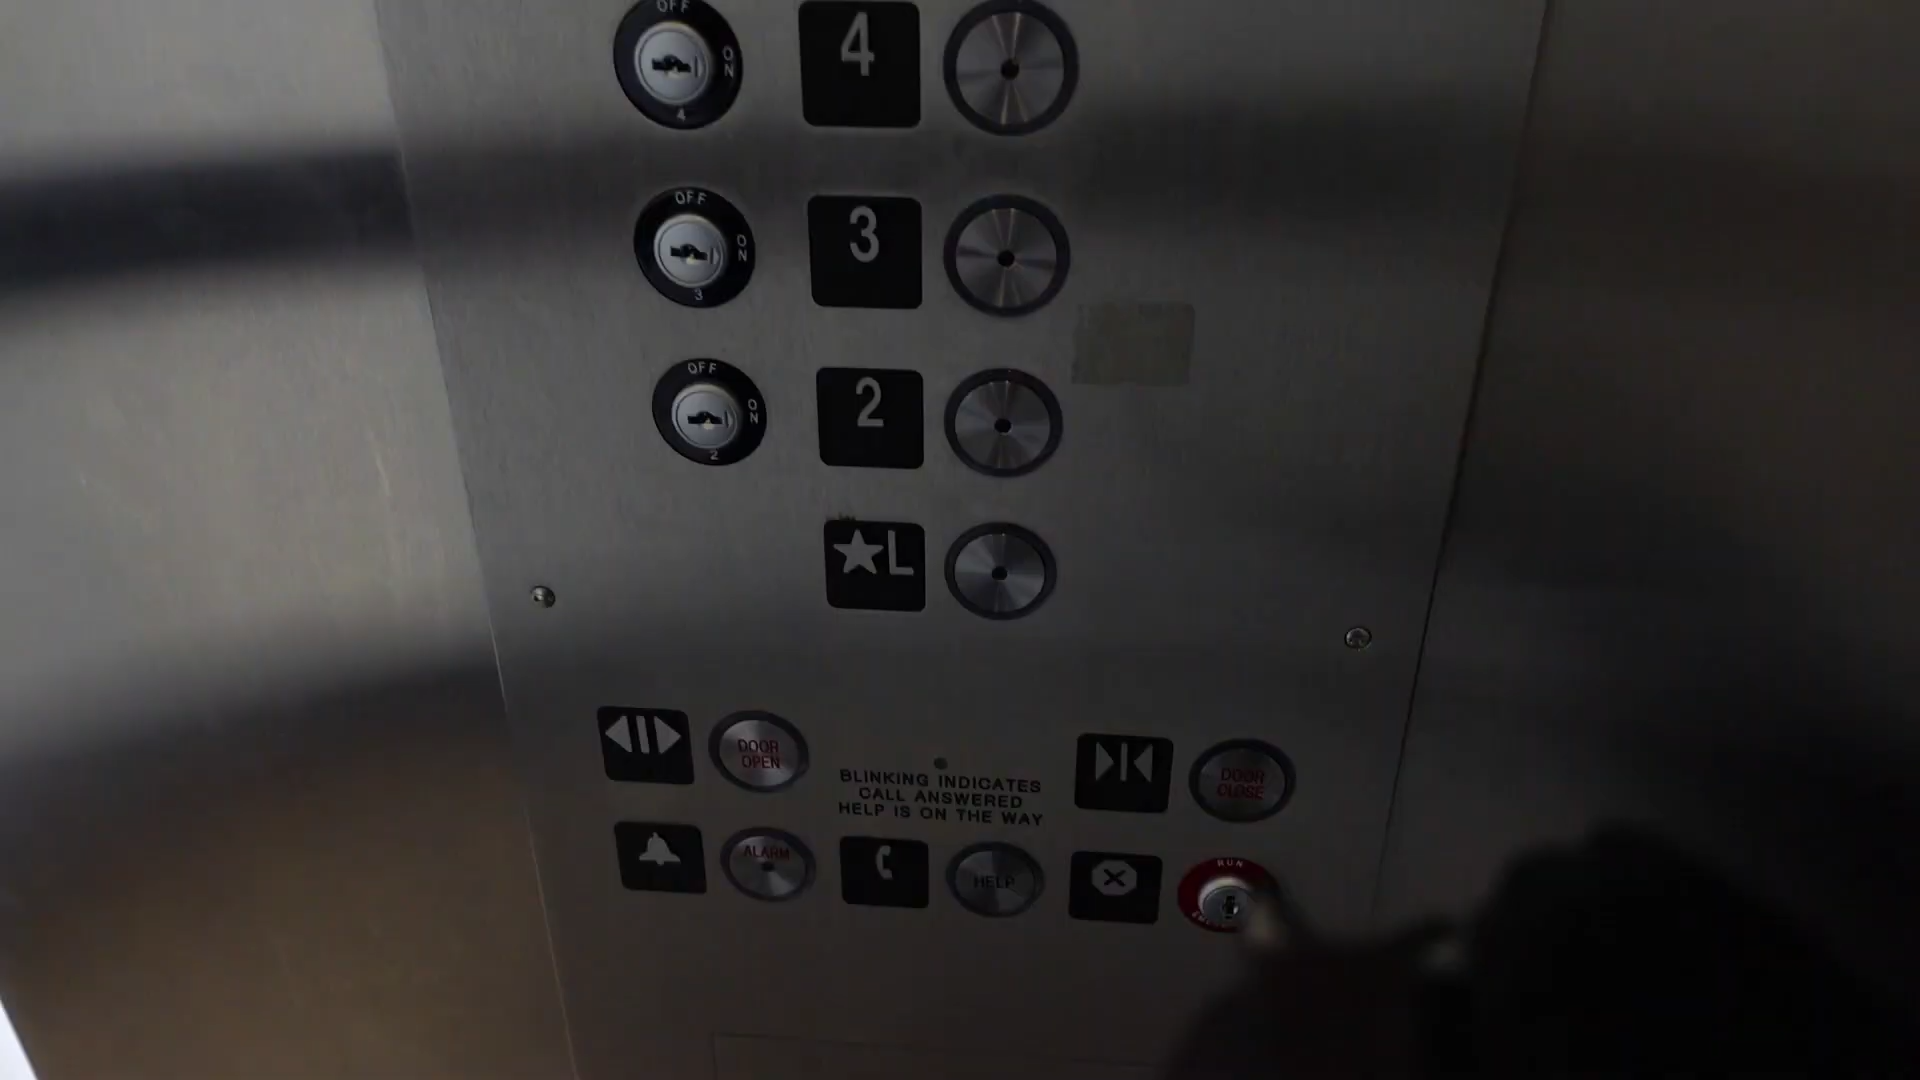 OFF
ON
4
4
OFF
ON
3
3
OFF
ON
2
2
★L
DOOR
OPEN
BLINKING INDICATES
CALL ANSWERED
HELP IS ON THE WAY
DOOR
CLOSE
ALARM
HELP
RUN